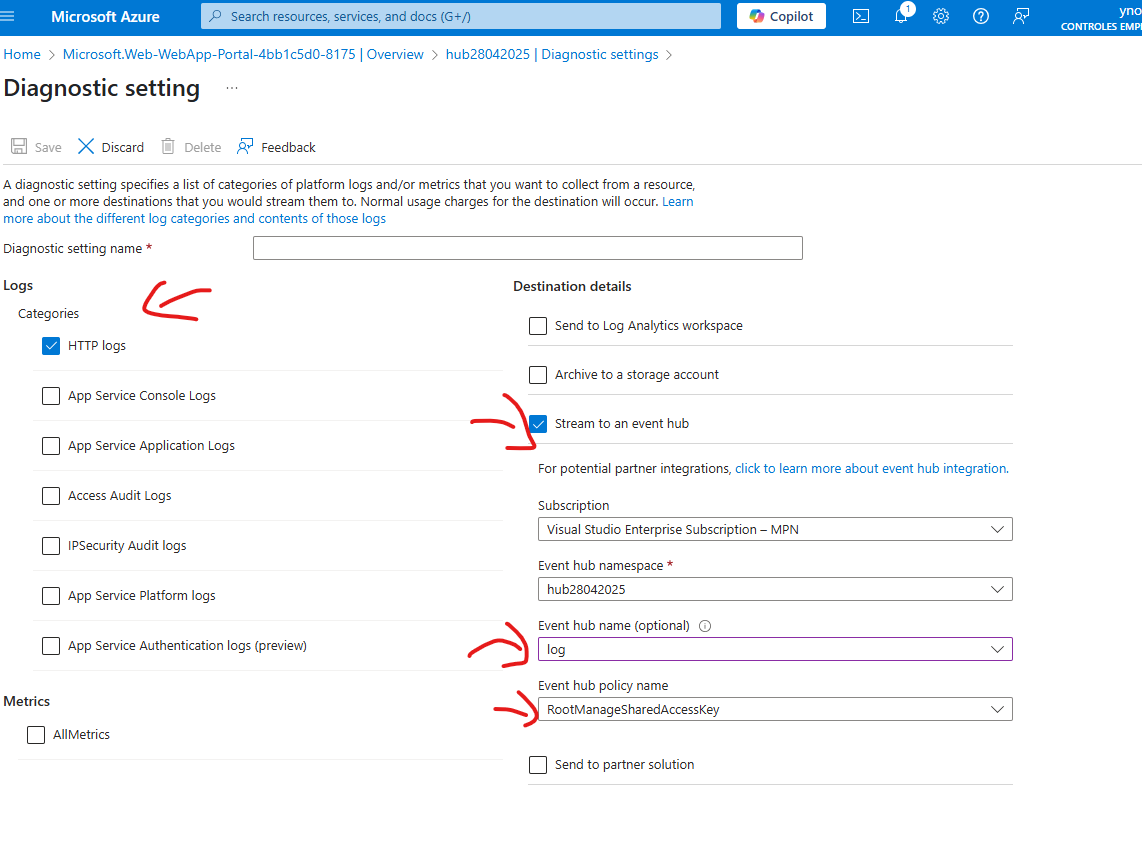 Microsoft Azure
Search resources, services, and docs (G+/)
Copilot
1
yno
CONTROLES EMPI
Home > Microsoft.Web-WebApp-Portal-4bb1c5d0-8175 | Overview > hub28042025 | Diagnostic settings >
Diagnostic setting ...
Save
Discard
Delete
Feedback
A diagnostic setting specifies a list of categories of platform logs and/or metrics that you want to collect from a resource,
and one or more destinations that you would stream them to. Normal usage charges for the destination will occur. Learn
more about the different log categories and contents of those logs
Diagnostic setting name *
Logs
Categories
HTTP logs
App Service Console Logs
App Service Application Logs
Access Audit Logs
IPSecurity Audit logs
App Service Platform logs
App Service Authentication logs (preview)
Metrics
AllMetrics
Destination details
Send to Log Analytics workspace
Archive to a storage account
Stream to an event hub
For potential partner integrations, click to learn more about event hub integration.
Subscription
Visual Studio Enterprise Subscription – MPN
Event hub namespace *
hub28042025
Event hub name (optional)
log
Event hub policy name
RootManageSharedAccessKey
Send to partner solution